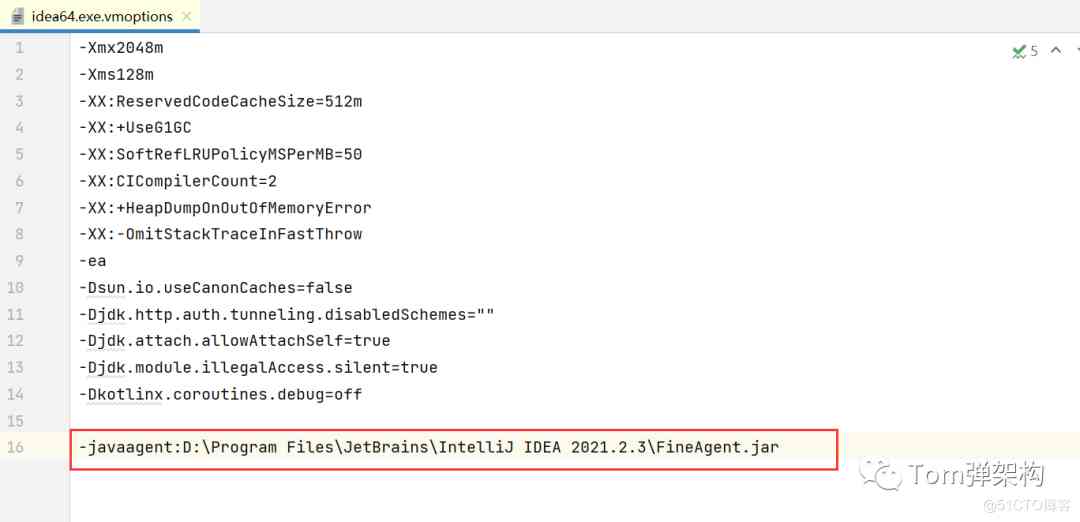 idea64.exe.vmoptions
5
1 -Xmx2048m
2 -Xms128m
3 -XX:ReservedCodeCacheSize=512m
4 -XX:+UseG1GC
5 -XX:SoftRefLRUPolicyMSPerMB=50
6 -XX:CICompilerCount=2
7 -XX:+HeapDumpOnOutOfMemoryError
8 -XX:-OmitStackTraceInFastThrow
9 -ea
10 -Dsun.io.useCanonCaches=false
11 -Djdk.http.auth.tunneling.disabledSchemes=""
12 -Djdk.attach.allowAttachSelf=true
13 -Djdk.module.illegalAccess.silent=true
14 -Dkotlinx.coroutines.debug=off
15
16 -javaagent:D:\Program Files\JetBrains\IntelliJ IDEA 2021.2.3\FineAgent.jar
Tom弹架构
@51CTO博客